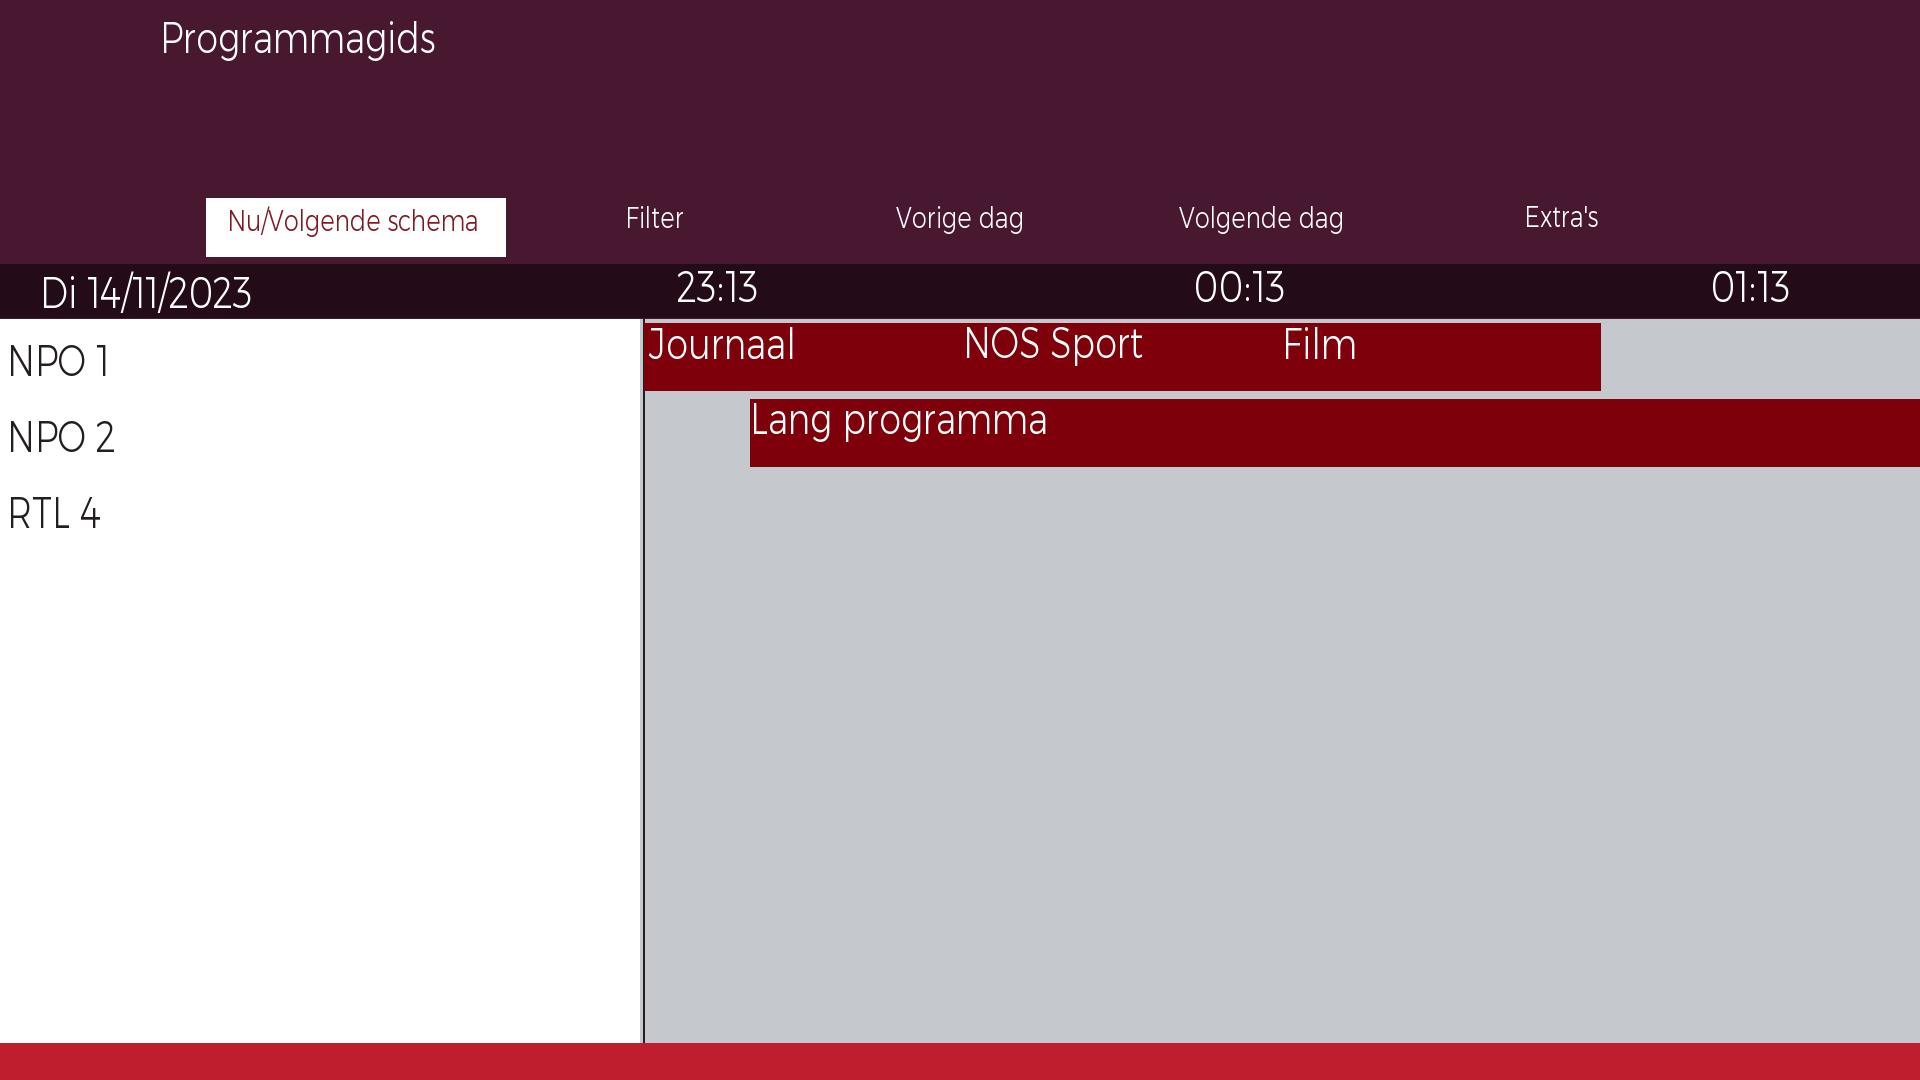 Programmagids
Nu/Volgende schema Filter Vorige dag Volgende dag Extra's
Di 14/11/2023 23:13 00:13 01:13
NPO 1 Journaal NOS Sport Film
NPO 2 Lang programma
RTL 4